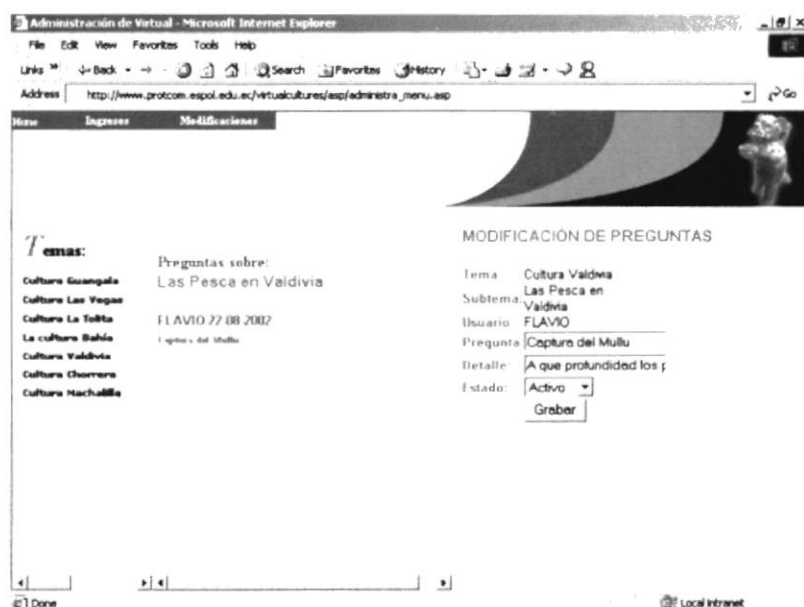 Administración de Virtual - Microsoft Internet Explorer
File Edit View Favorites Tools Help
Links » Back Search Favorites History
Address http://www.protcom.espol.edu.ec/virtualcultures/asp/administra_menu.asp Go
Home Ingresos Modificaciones
Temas:
Cultura Guangala
Cultura Las Vegas
Cultura La Tolita
La cultura Bahía
Cultura Valdivia
Cultura Chorrera
Cultura Machalilla
Preguntas sobre:
Las Pesca en Valdivia
FLAVIO 22-08-2002
Captura del Mullu
MODIFICACIÓN DE PREGUNTAS
Tema Cultura Valdivia
Subtema: Las Pesca en
Valdivia
Usuario FLAVIO
Pregunta Captura del Mullu
Detalle: A que profundidad los p
Estado: Activo
Grabar
Done Local intranet